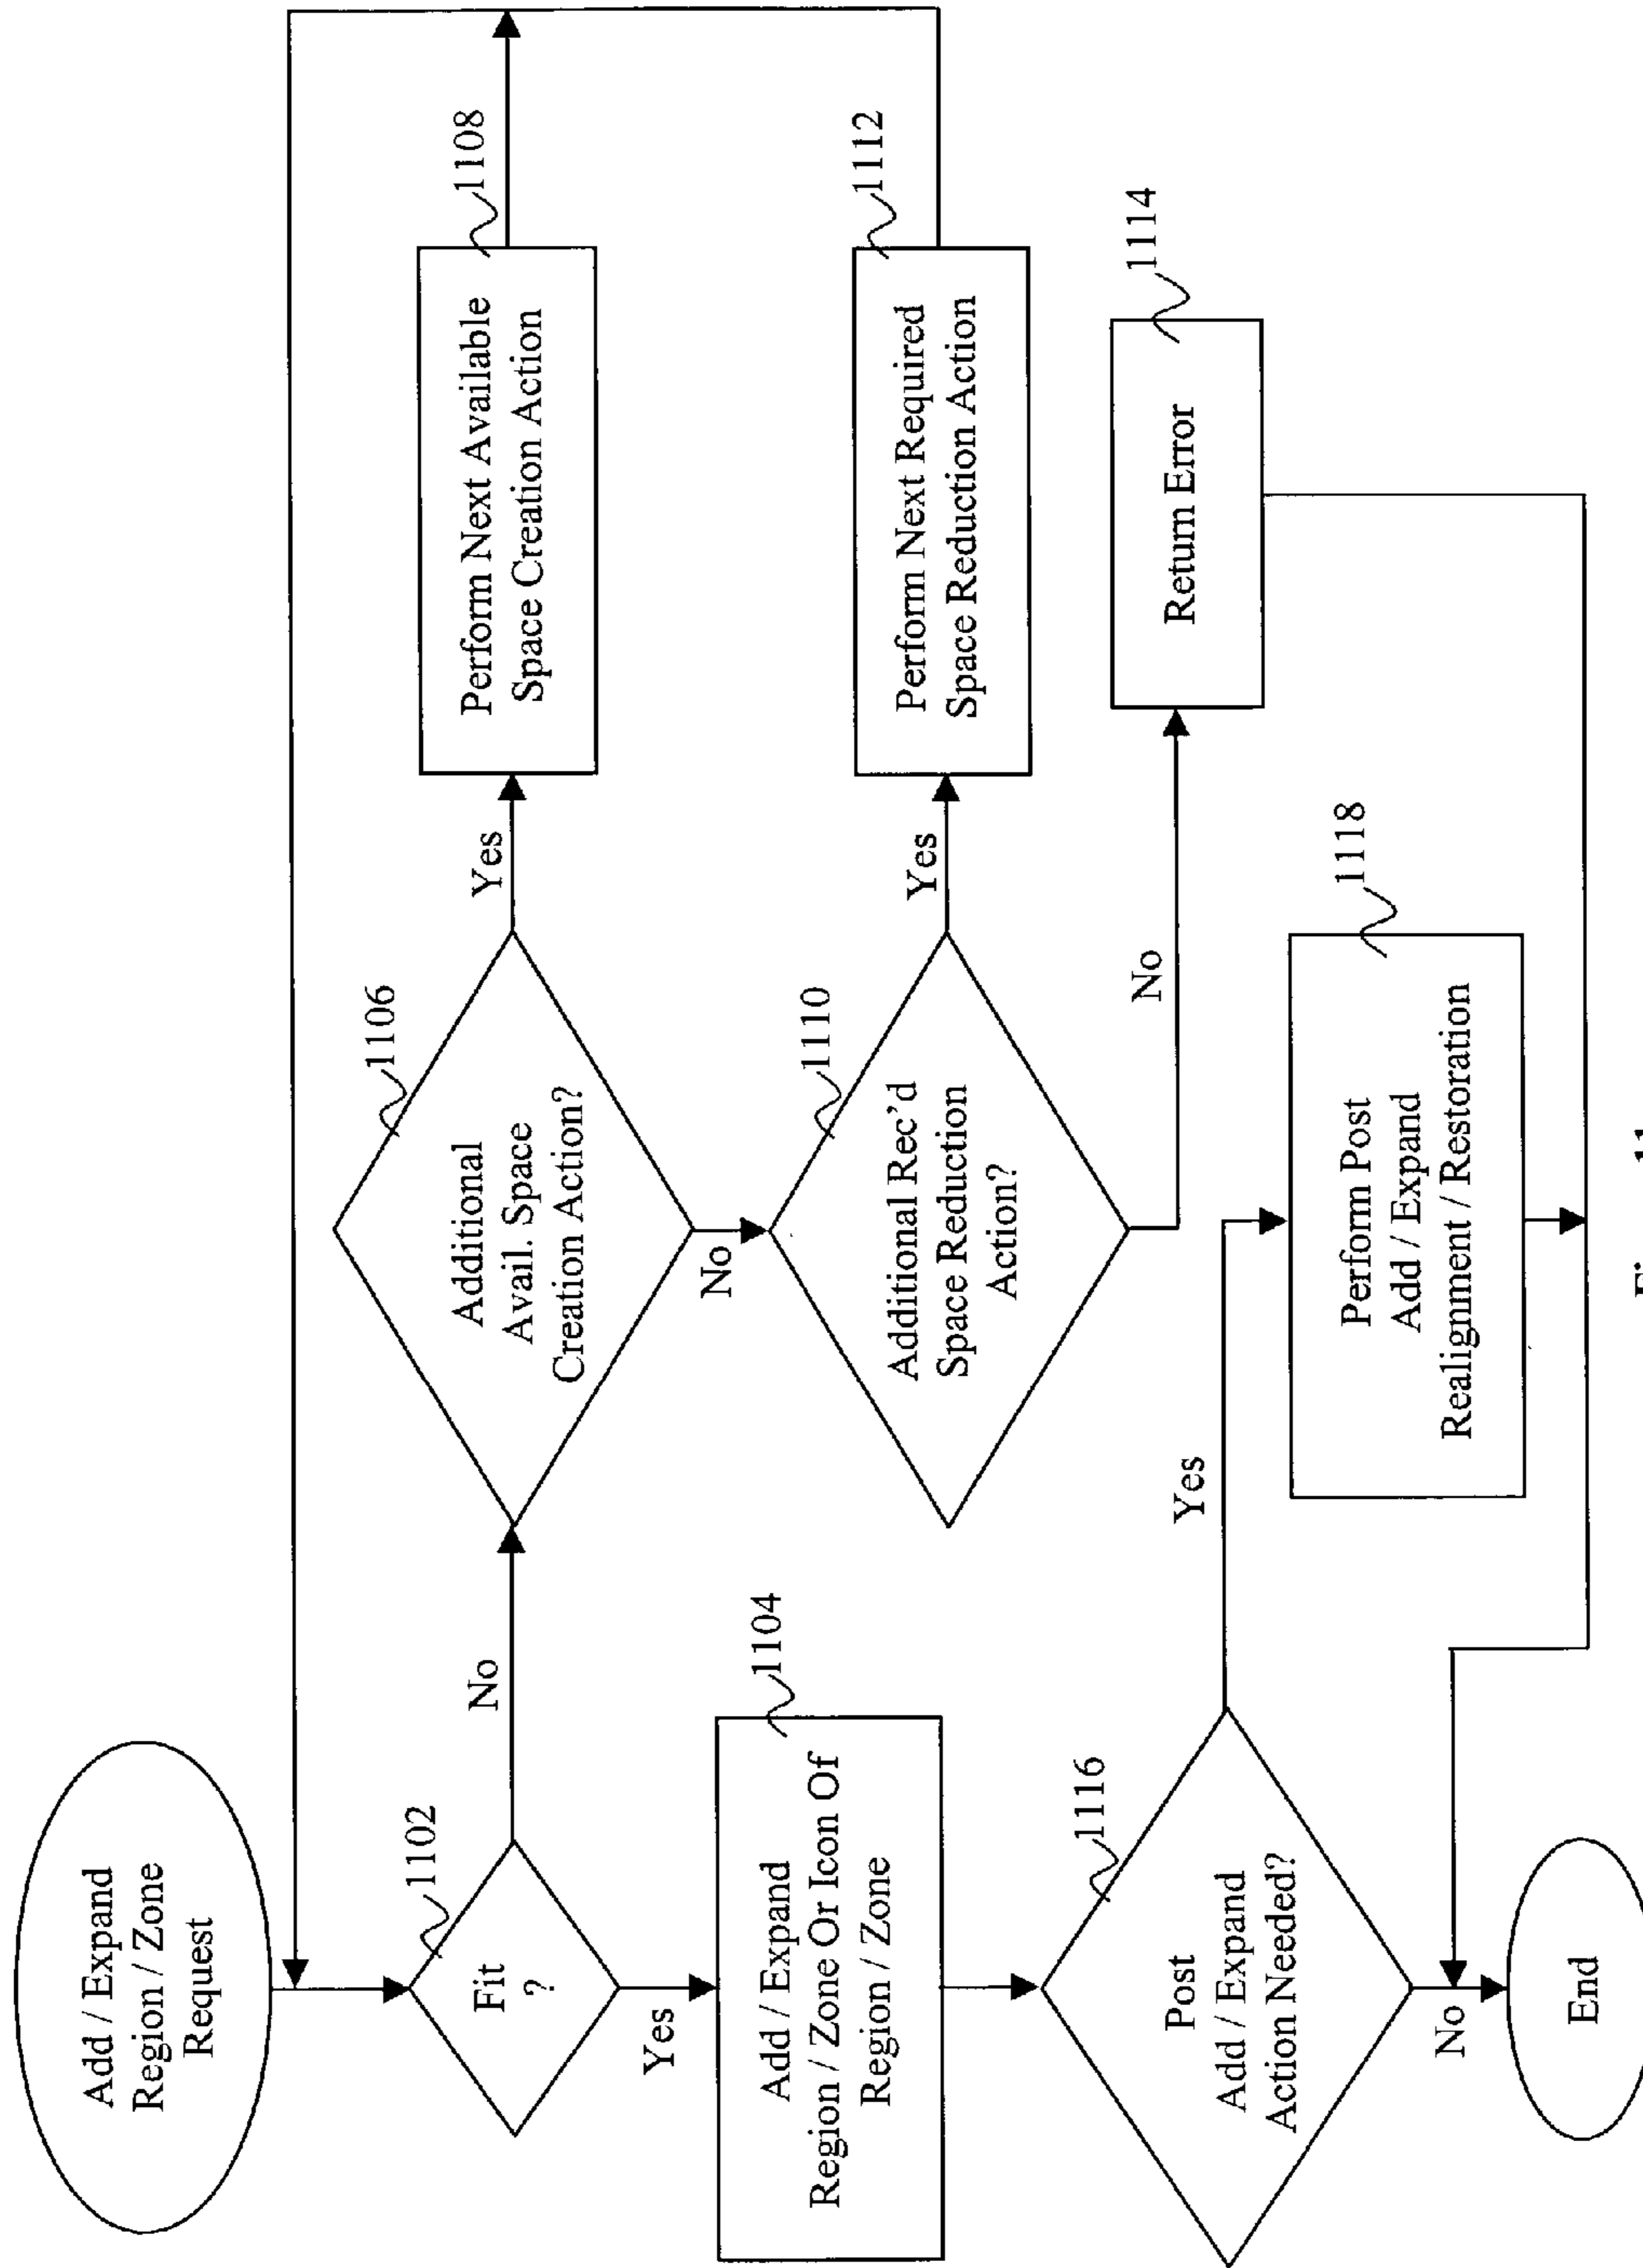 Add / Expand
Region / Zone
Request
1102
Fit
?
No
Yes
1106
Additional
Avail. Space
Creation Action?
Yes
No
1108
Perform Next Available
Space Creation Action
1104
Add / Expand
Region / Zone Or Icon Of
Region / Zone
1110
Additional Rec'd
Space Reduction
Action?
Yes
No
1112
Perform Next Required
Space Reduction Action
1114
Return Error
1116
Post
Add / Expand
Action Needed?
Yes
No
1118
Perform Post
Add / Expand
Realignment / Restoration
End